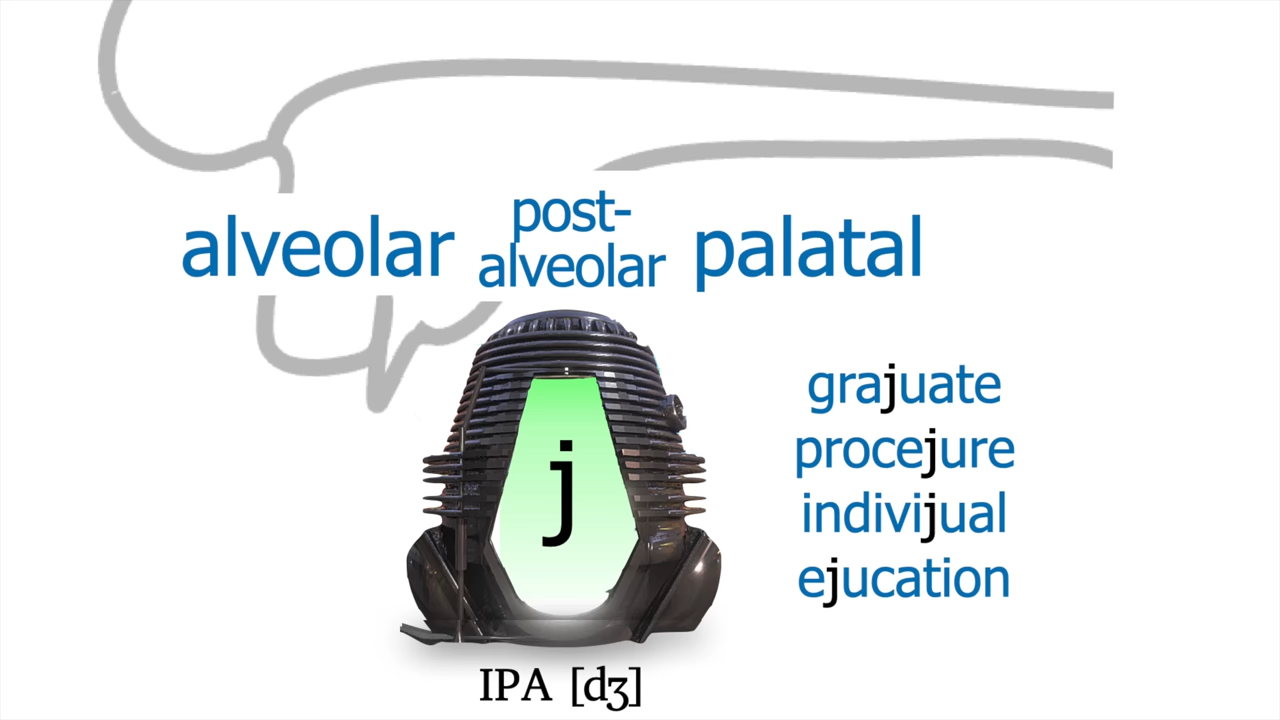 post-
alveolar alveolar palatal
j
grajuate
procejure
indivijual
ejucation
IPA [dʒ]